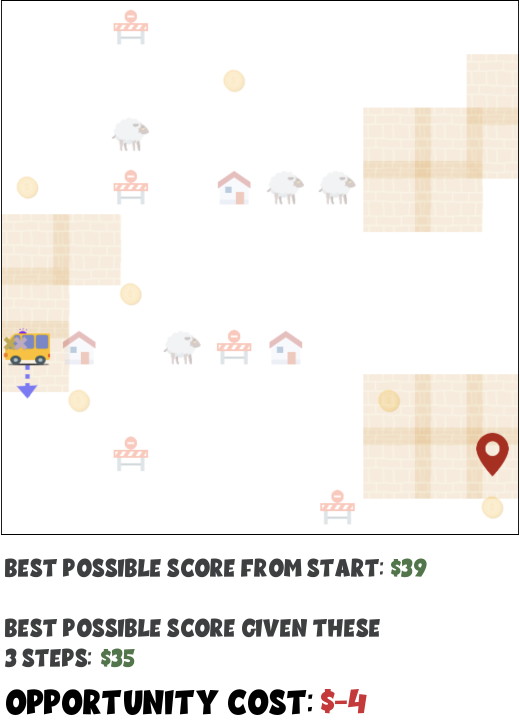 BEST POSSIBLE SCORE FROM START: $39
BEST POSSIBLE SCORE GIVEN THESE
3 STEPS: $35
OPPORTUNITY COST: $-4